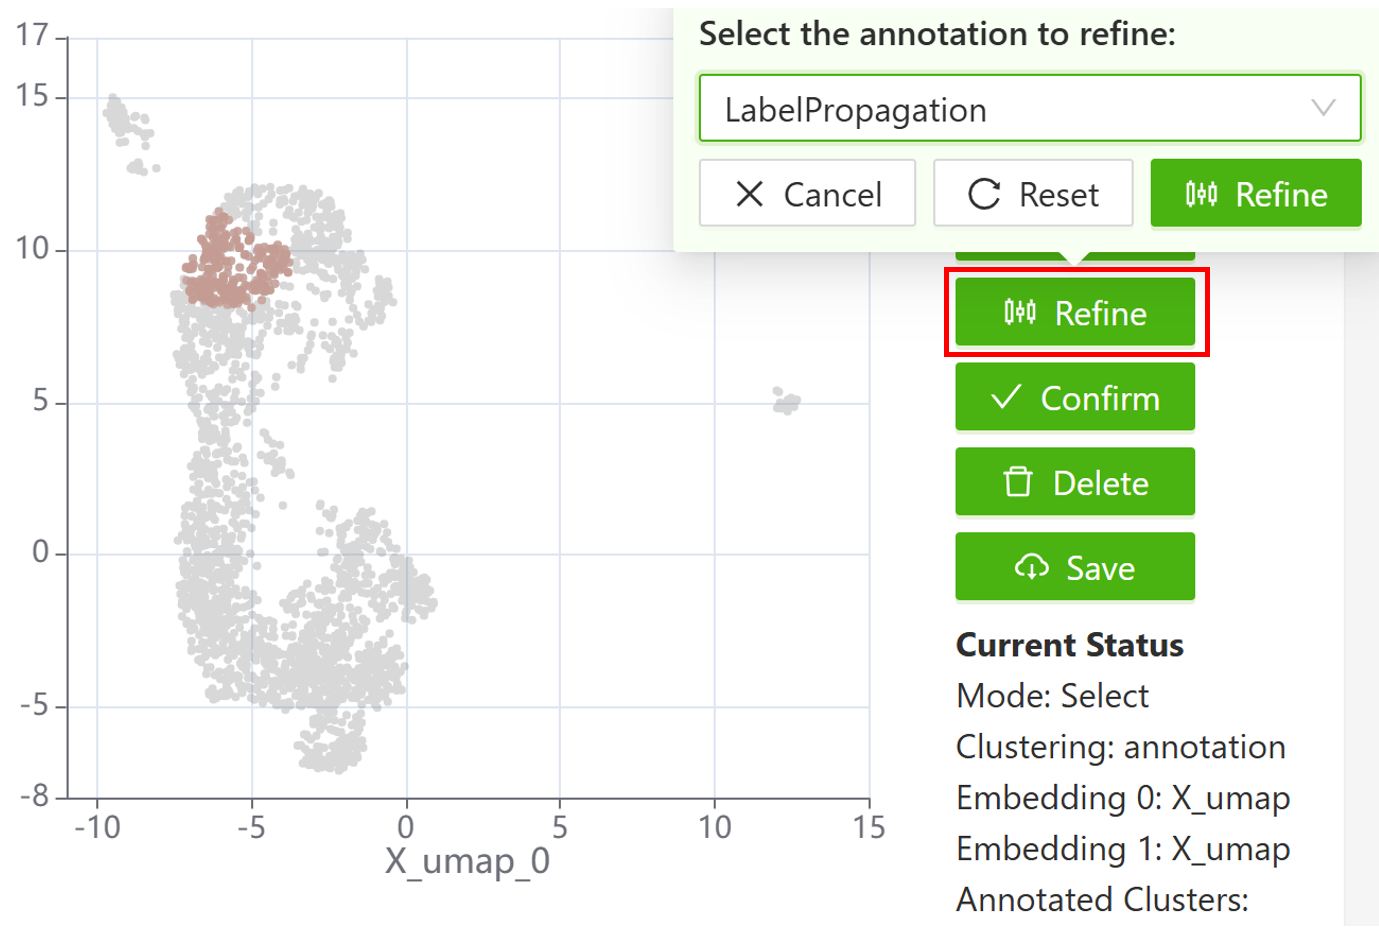 Select the annotation to refine:
LabelPropagation
Cancel
Reset
Refine
Refine
Confirm
Delete
Save
Current Status
Mode: Select
Clustering: annotation
Embedding 0: X_umap
Embedding 1: X_umap
Annotated Clusters:
17
15
10
5
0
-5
-8
-10 -5 0 5 10 15
X_umap_0